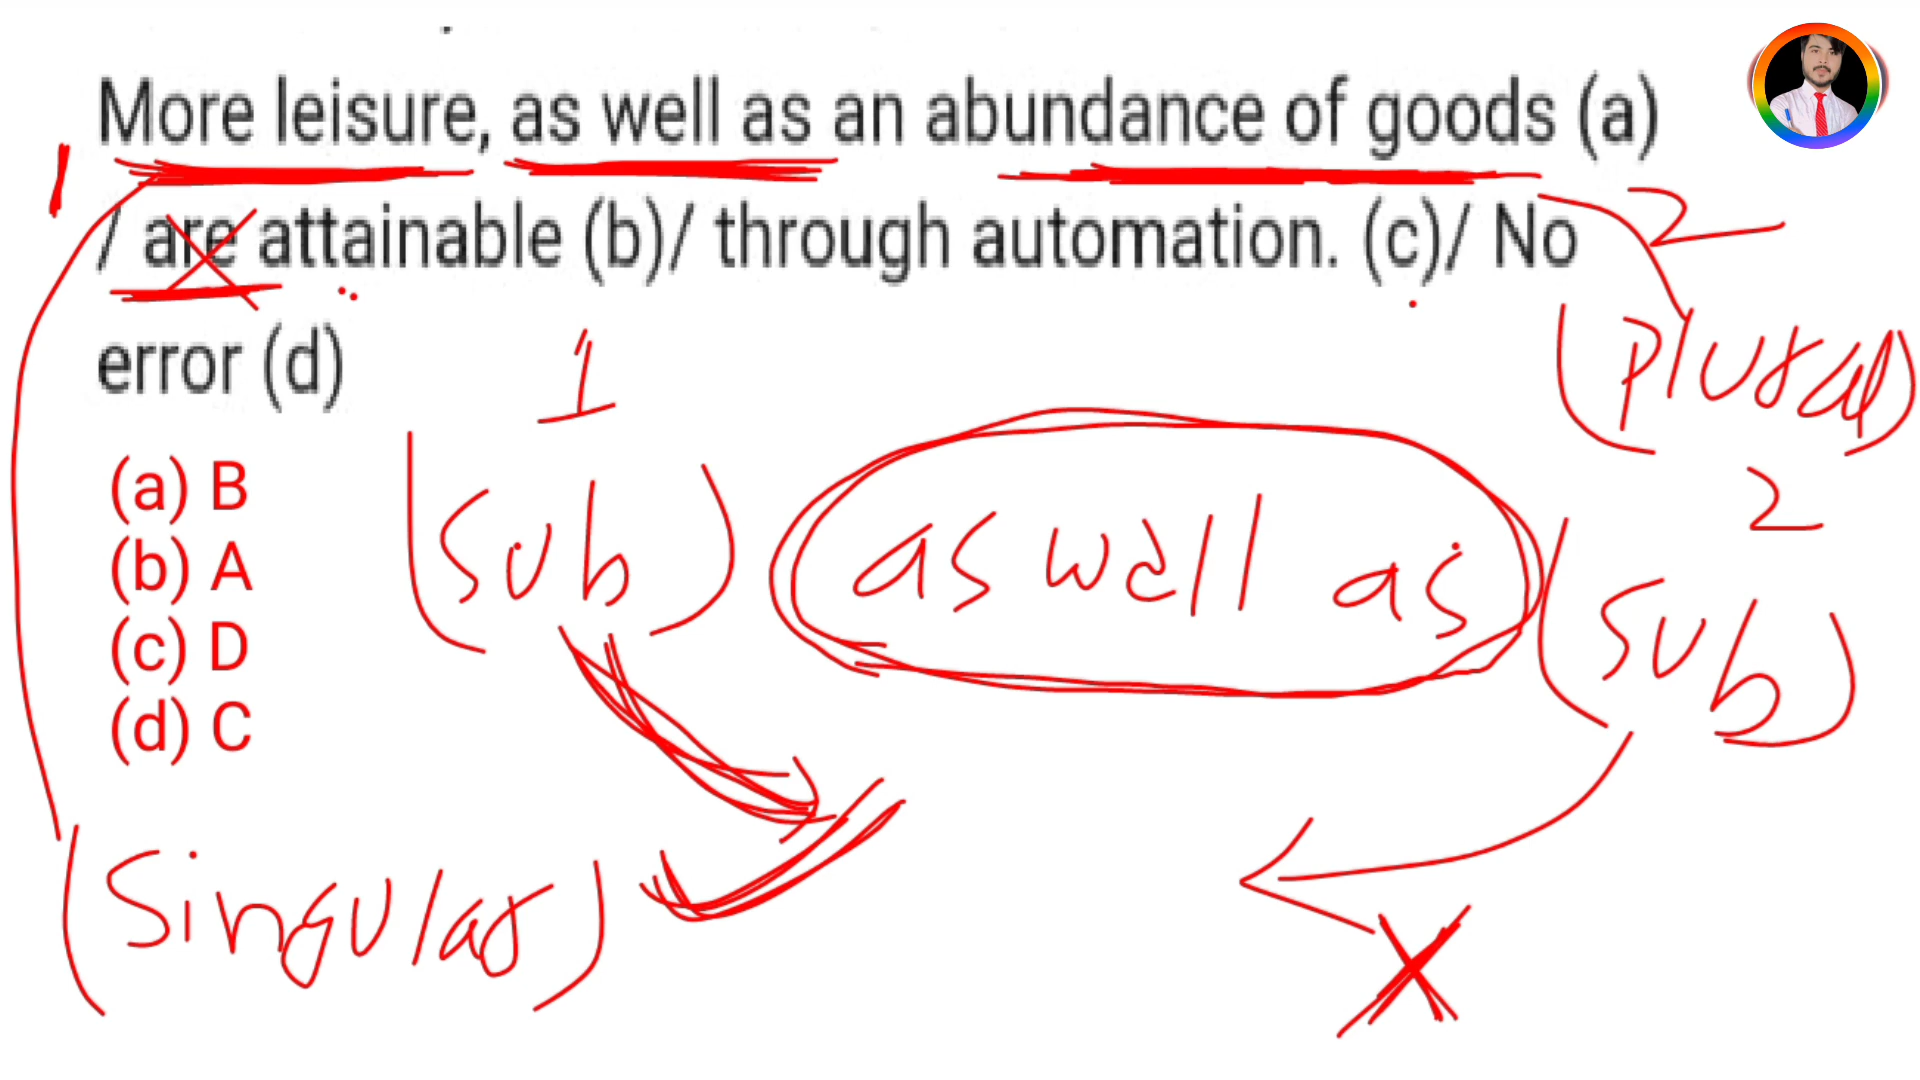 More leisure, as well as an abundance of goods (a)
/ are attainable (b)/ through automation. (c)/ No
error (d)
(a) B
(b) A
(c) D
(d) C
1
2
(plural)
1
2
(sub) as well as (sub)
(singular)